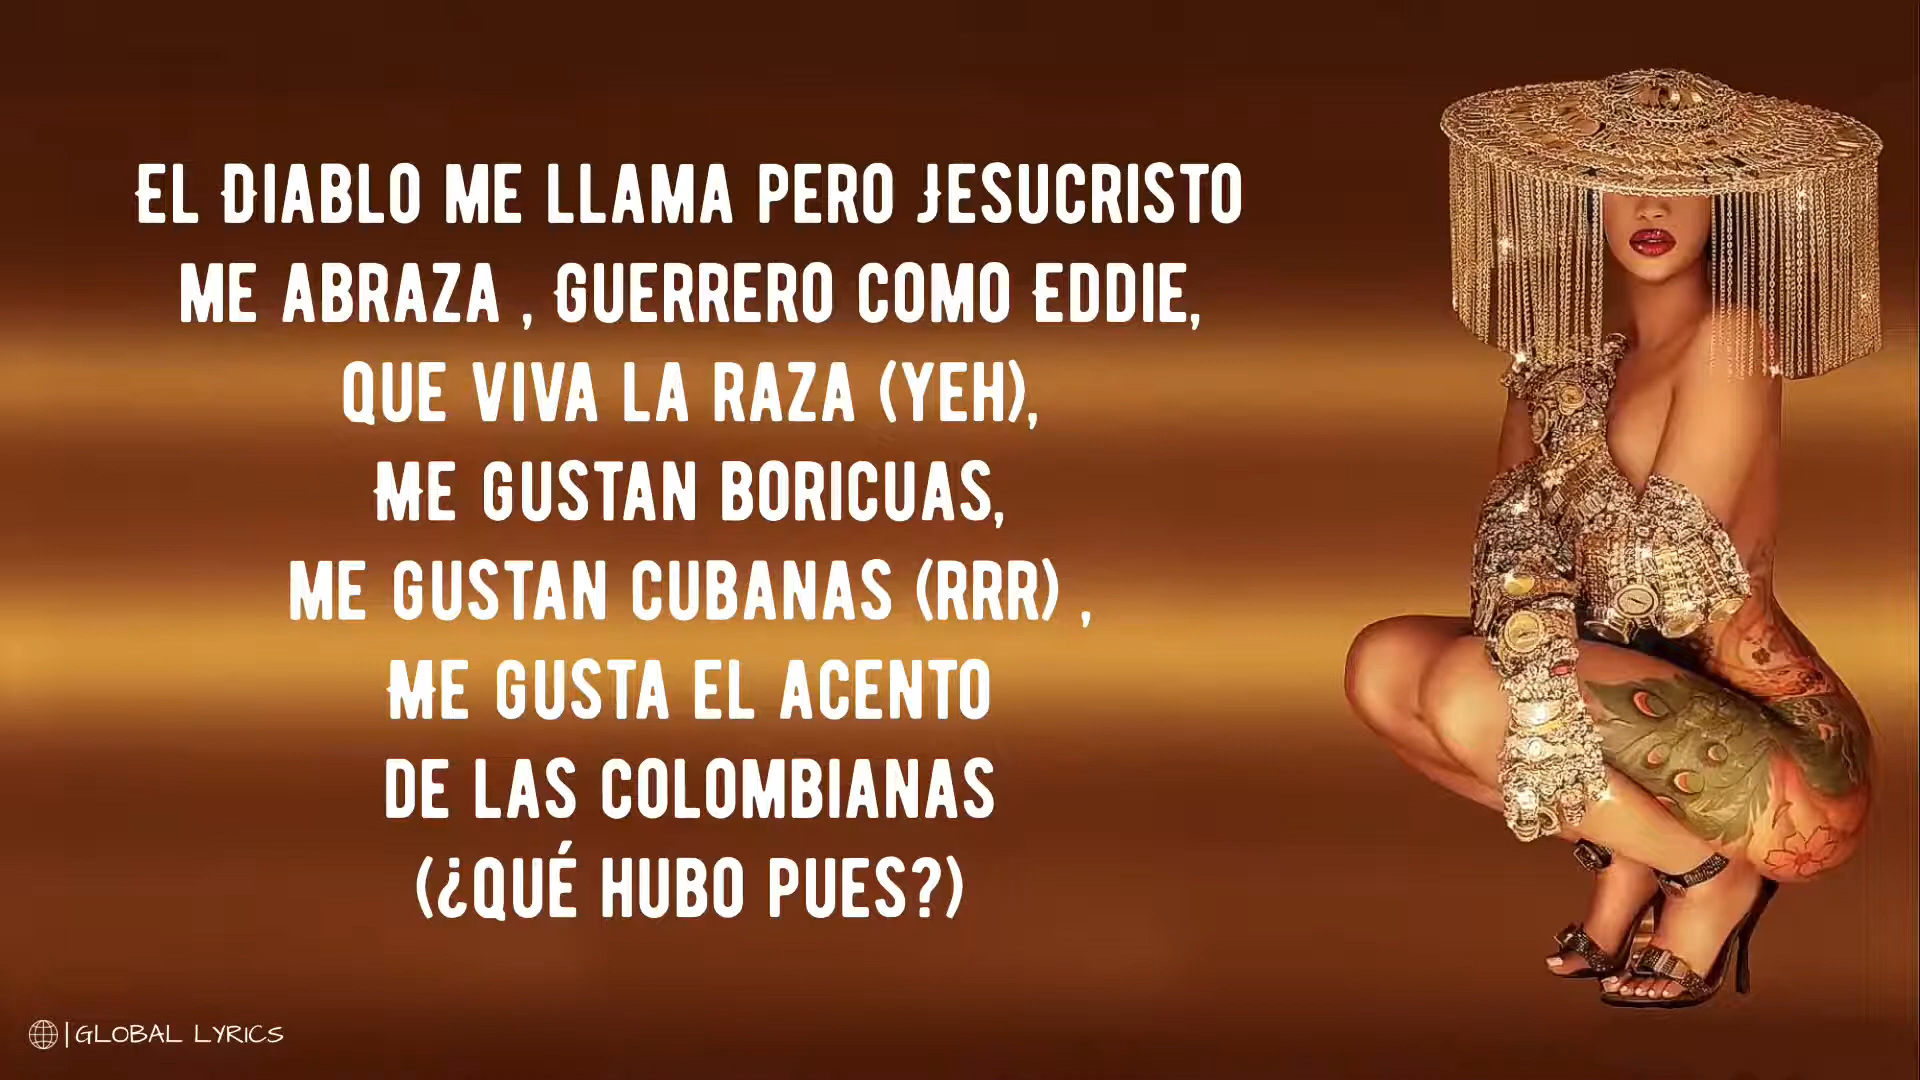 El Diablo me llama pero Jesucristo
me abraza , Guerrero como Eddie,
que viva la raza (yeh),
Me gustan boricuas,
me gustan cubanas (rrr) ,
Me gusta el acento
de las colombianas
(¿qué hubo pues?)
|GLOBAL LYRICS